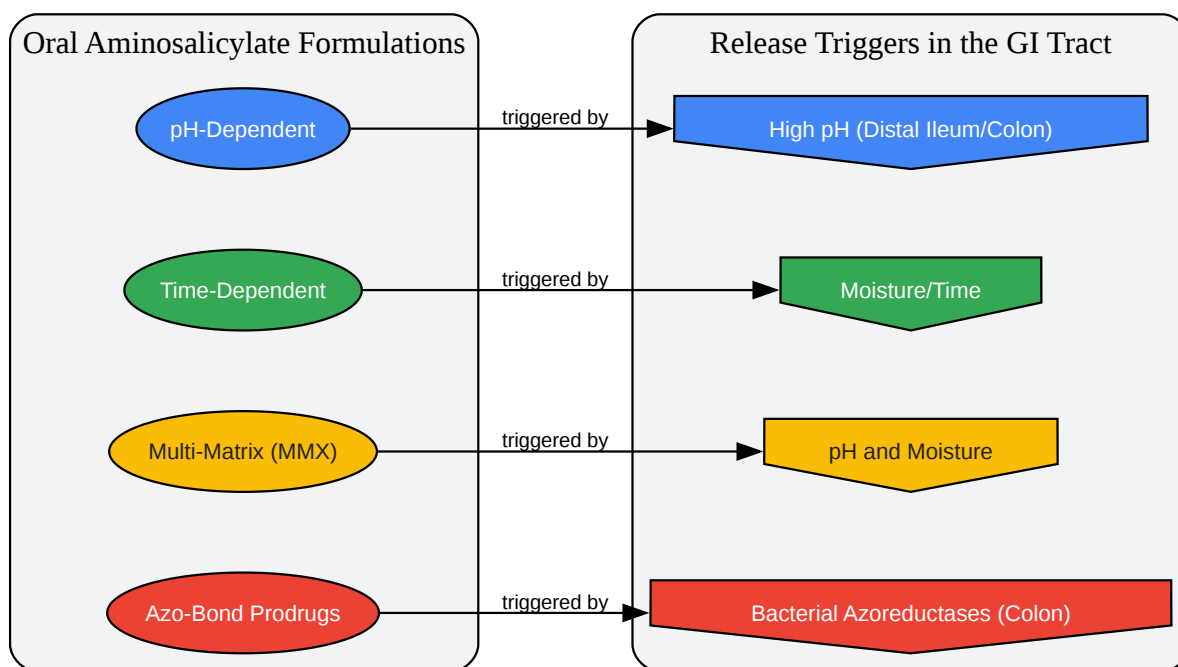 Oral Aminosalicylate Formulations
Release Triggers in the GI Tract
pH-Dependent
triggered by
High pH (Distal Ileum/Colon)
Time-Dependent
triggered by
Moisture/Time
Multi-Matrix (MMX)
triggered by
pH and Moisture
Azo-Bond Prodrugs
triggered by
Bacterial Azoreductases (Colon)